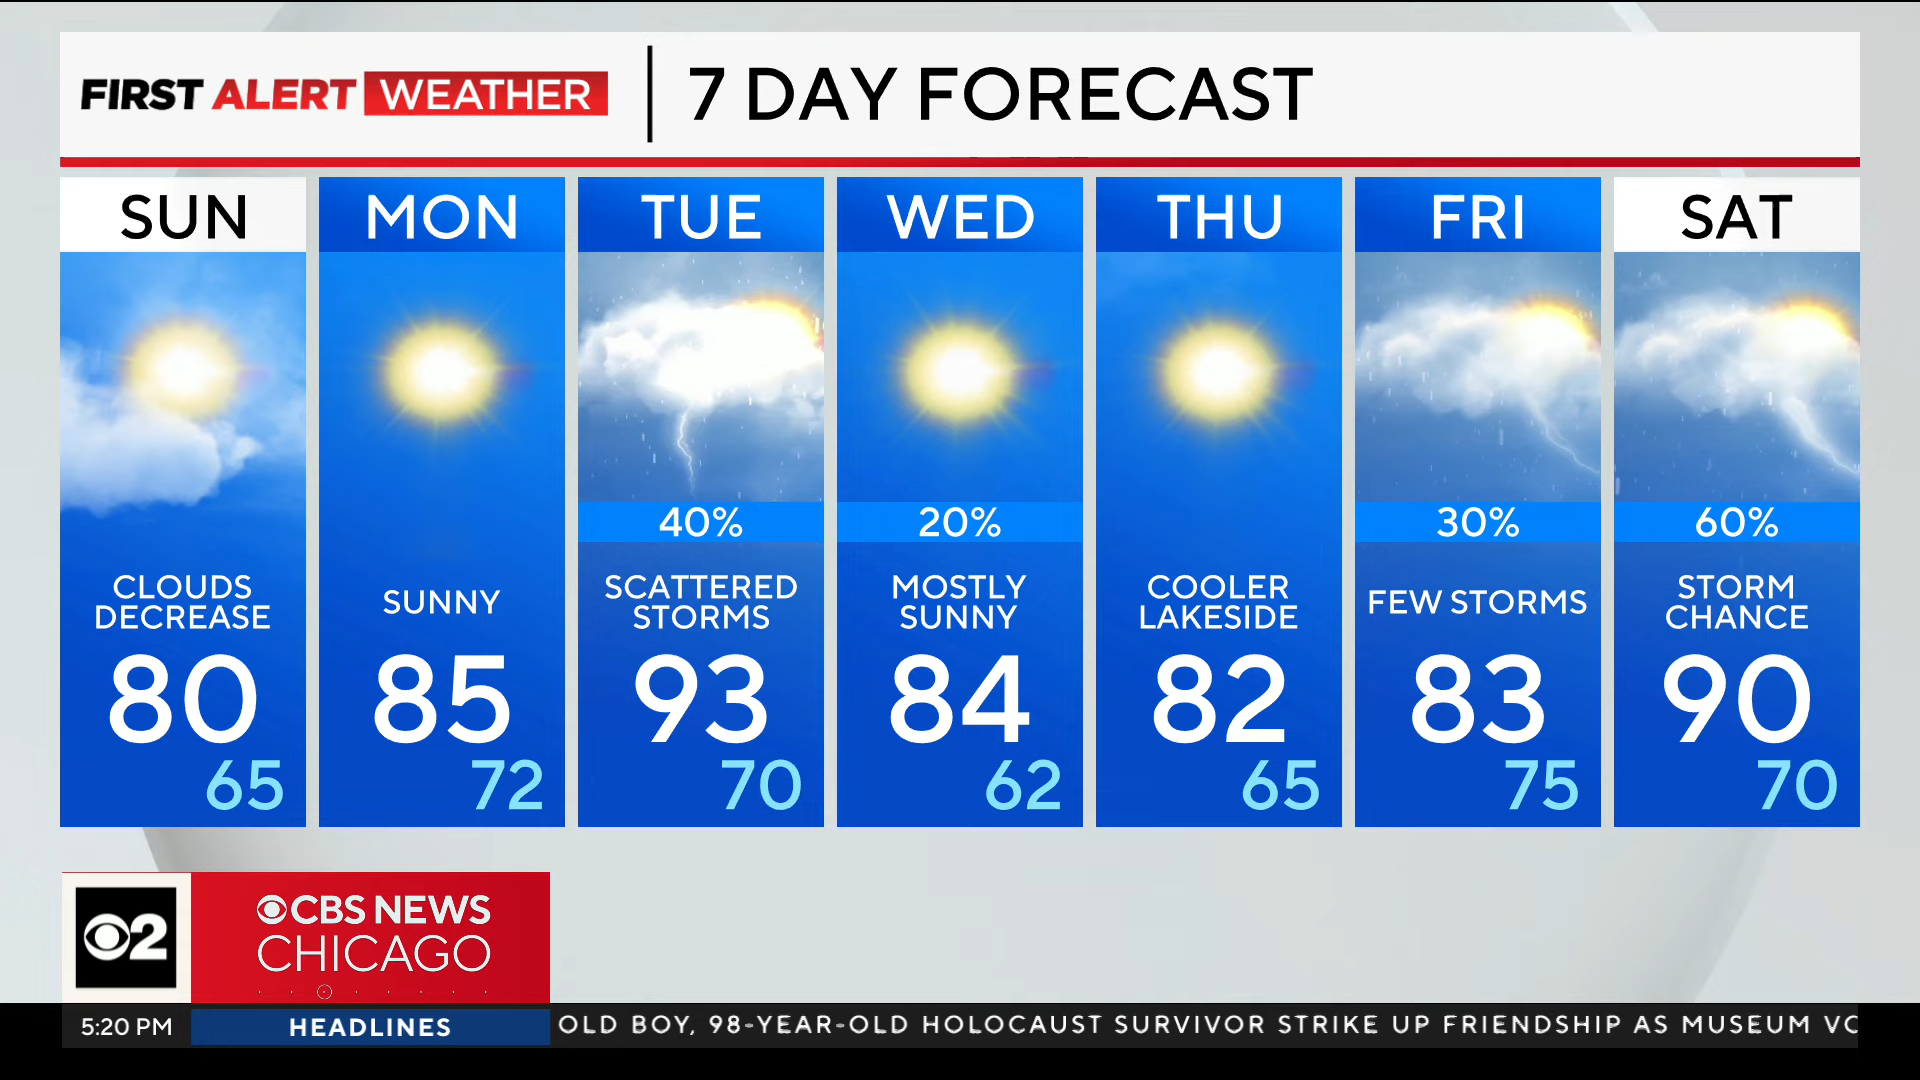 FIRST ALERT WEATHER
7 DAY FORECAST
SUN
CLOUDS
DECREASE
80
65
MON
SUNNY
85
72
TUE
40%
SCATTERED
STORMS
93
70
WED
20%
MOSTLY
SUNNY
84
62
THU
COOLER
LAKESIDE
82
65
FRI
30%
FEW STORMS
83
75
SAT
60%
STORM
CHANCE
90
70
2
CBS NEWS
CHICAGO
5:20 PM
HEADLINES
OLD BOY, 98-YEAR-OLD HOLOCAUST SURVIVOR STRIKE UP FRIENDSHIP AS MUSEUM